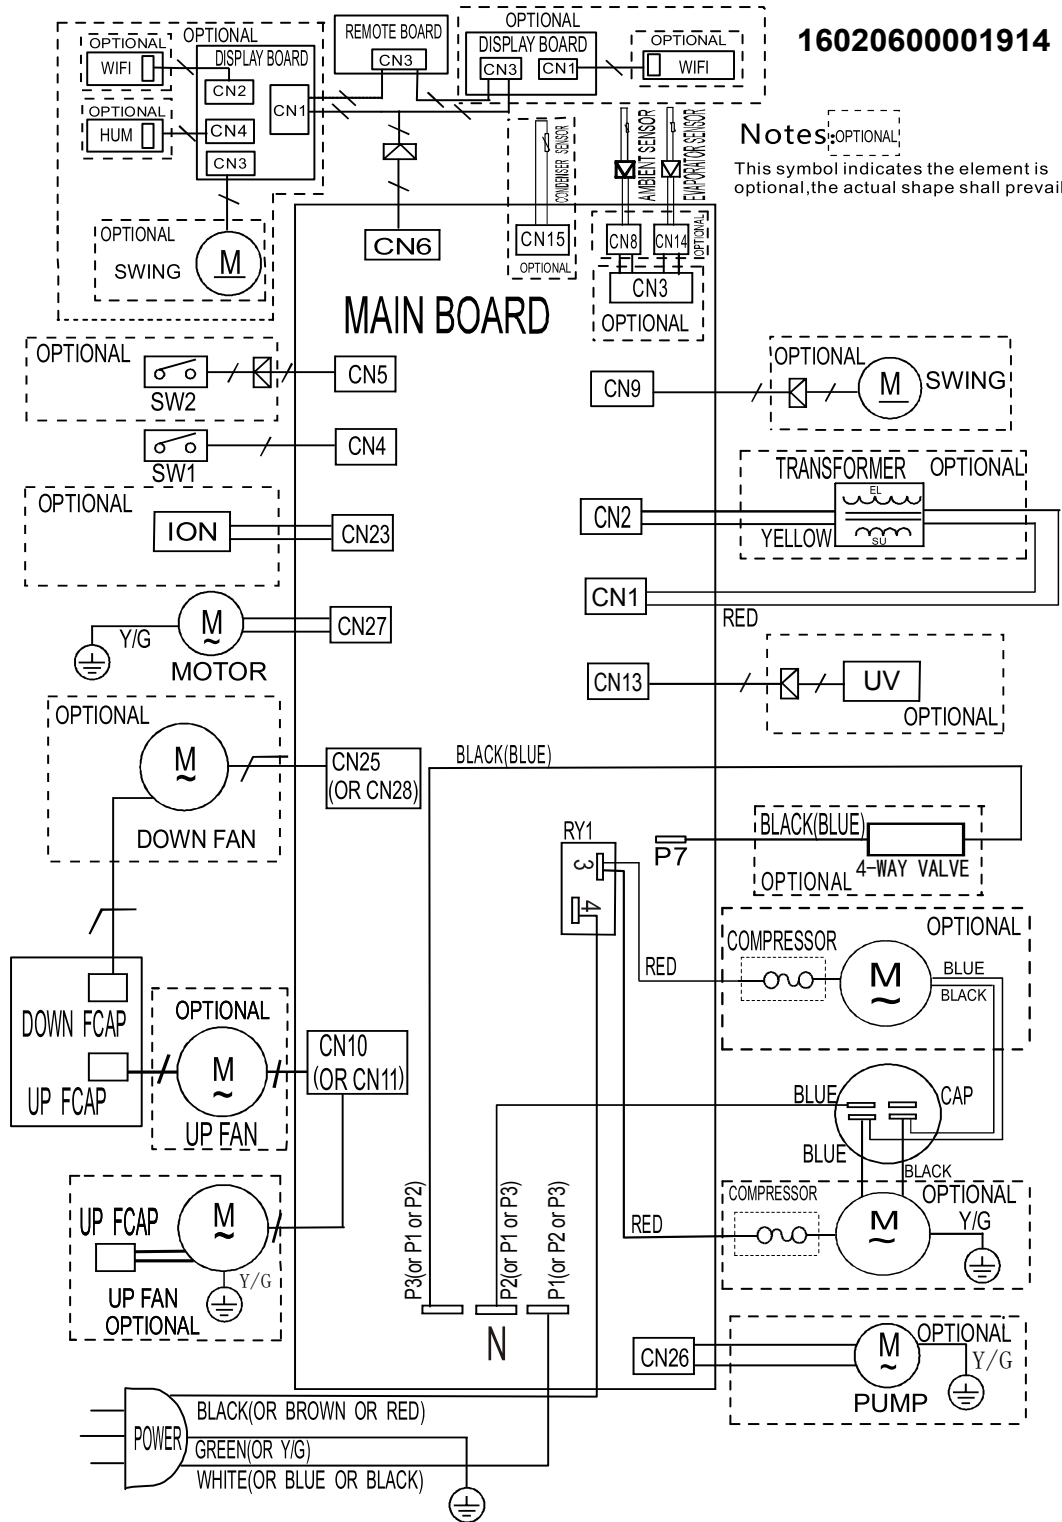 16020600001914
OPTIONAL
OPTIONAL
WIFI
OPTIONAL
HUM
DISPLAY BOARD
CN2
CN4
CN3
CN1
OPTIONAL
SWING
M
REMOTE BOARD
CN3
OPTIONAL
DISPLAY BOARD
CN3
CN1
OPTIONAL
WIFI
Notes:
OPTIONAL
This symbol indicates the element is
optional,the actual shape shall prevail
CONDENSER SENSOR
CN15
OPTIONAL
AMBIENT SENSOR
EVAPORATOR SENSOR
CN8
CN14
OPTIONAL
CN3
OPTIONAL
CN6
MAIN BOARD
OPTIONAL
SW2
CN5
SW1
CN4
OPTIONAL
ION
CN23
M
~
Y/G
MOTOR
CN27
OPTIONAL
M
~
DOWN FAN
CN25
(OR CN28)
DOWN FCAP
UP FCAP
OPTIONAL
M
~
UP FAN
CN10
(OR CN11)
UP FCAP
M
~
Y/G
UP FAN
OPTIONAL
CN9
OPTIONAL
M
SWING
TRANSFORMER
OPTIONAL
EL
SU
CN2
YELLOW
CN1
RED
CN13
UV
OPTIONAL
BLACK(BLUE)
RY1
3
4
P7
BLACK(BLUE)
4-WAY VALVE
OPTIONAL
OPTIONAL
COMPRESSOR
M
~
RED
BLUE
BLACK
BLUE
CAP
BLUE
BLACK
COMPRESSOR
OPTIONAL
M
~
Y/G
RED
P3(or P1 or P2)
P2(or P1 or P3)
P1(or P2 or P3)
N
CN26
OPTIONAL
M
~
Y/G
PUMP
POWER
BLACK(OR BROWN OR RED)
GREEN(OR Y/G)
WHITE(OR BLUE OR BLACK)